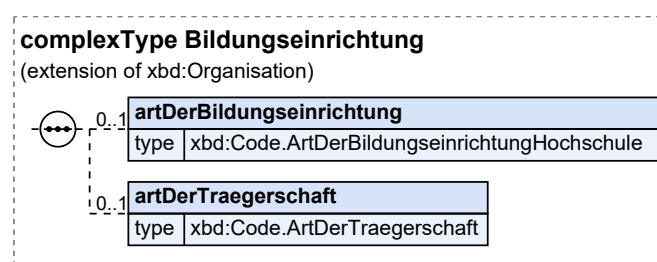 complexType Bildungseinrichtung
(extension of xbd:Organisation)
0..1 artDerBildungseinrichtung
type xbd:Code.ArtDerBildungseinrichtungHochschule
0..1 artDerTraegerschaft
type xbd:Code.ArtDerTraegerschaft